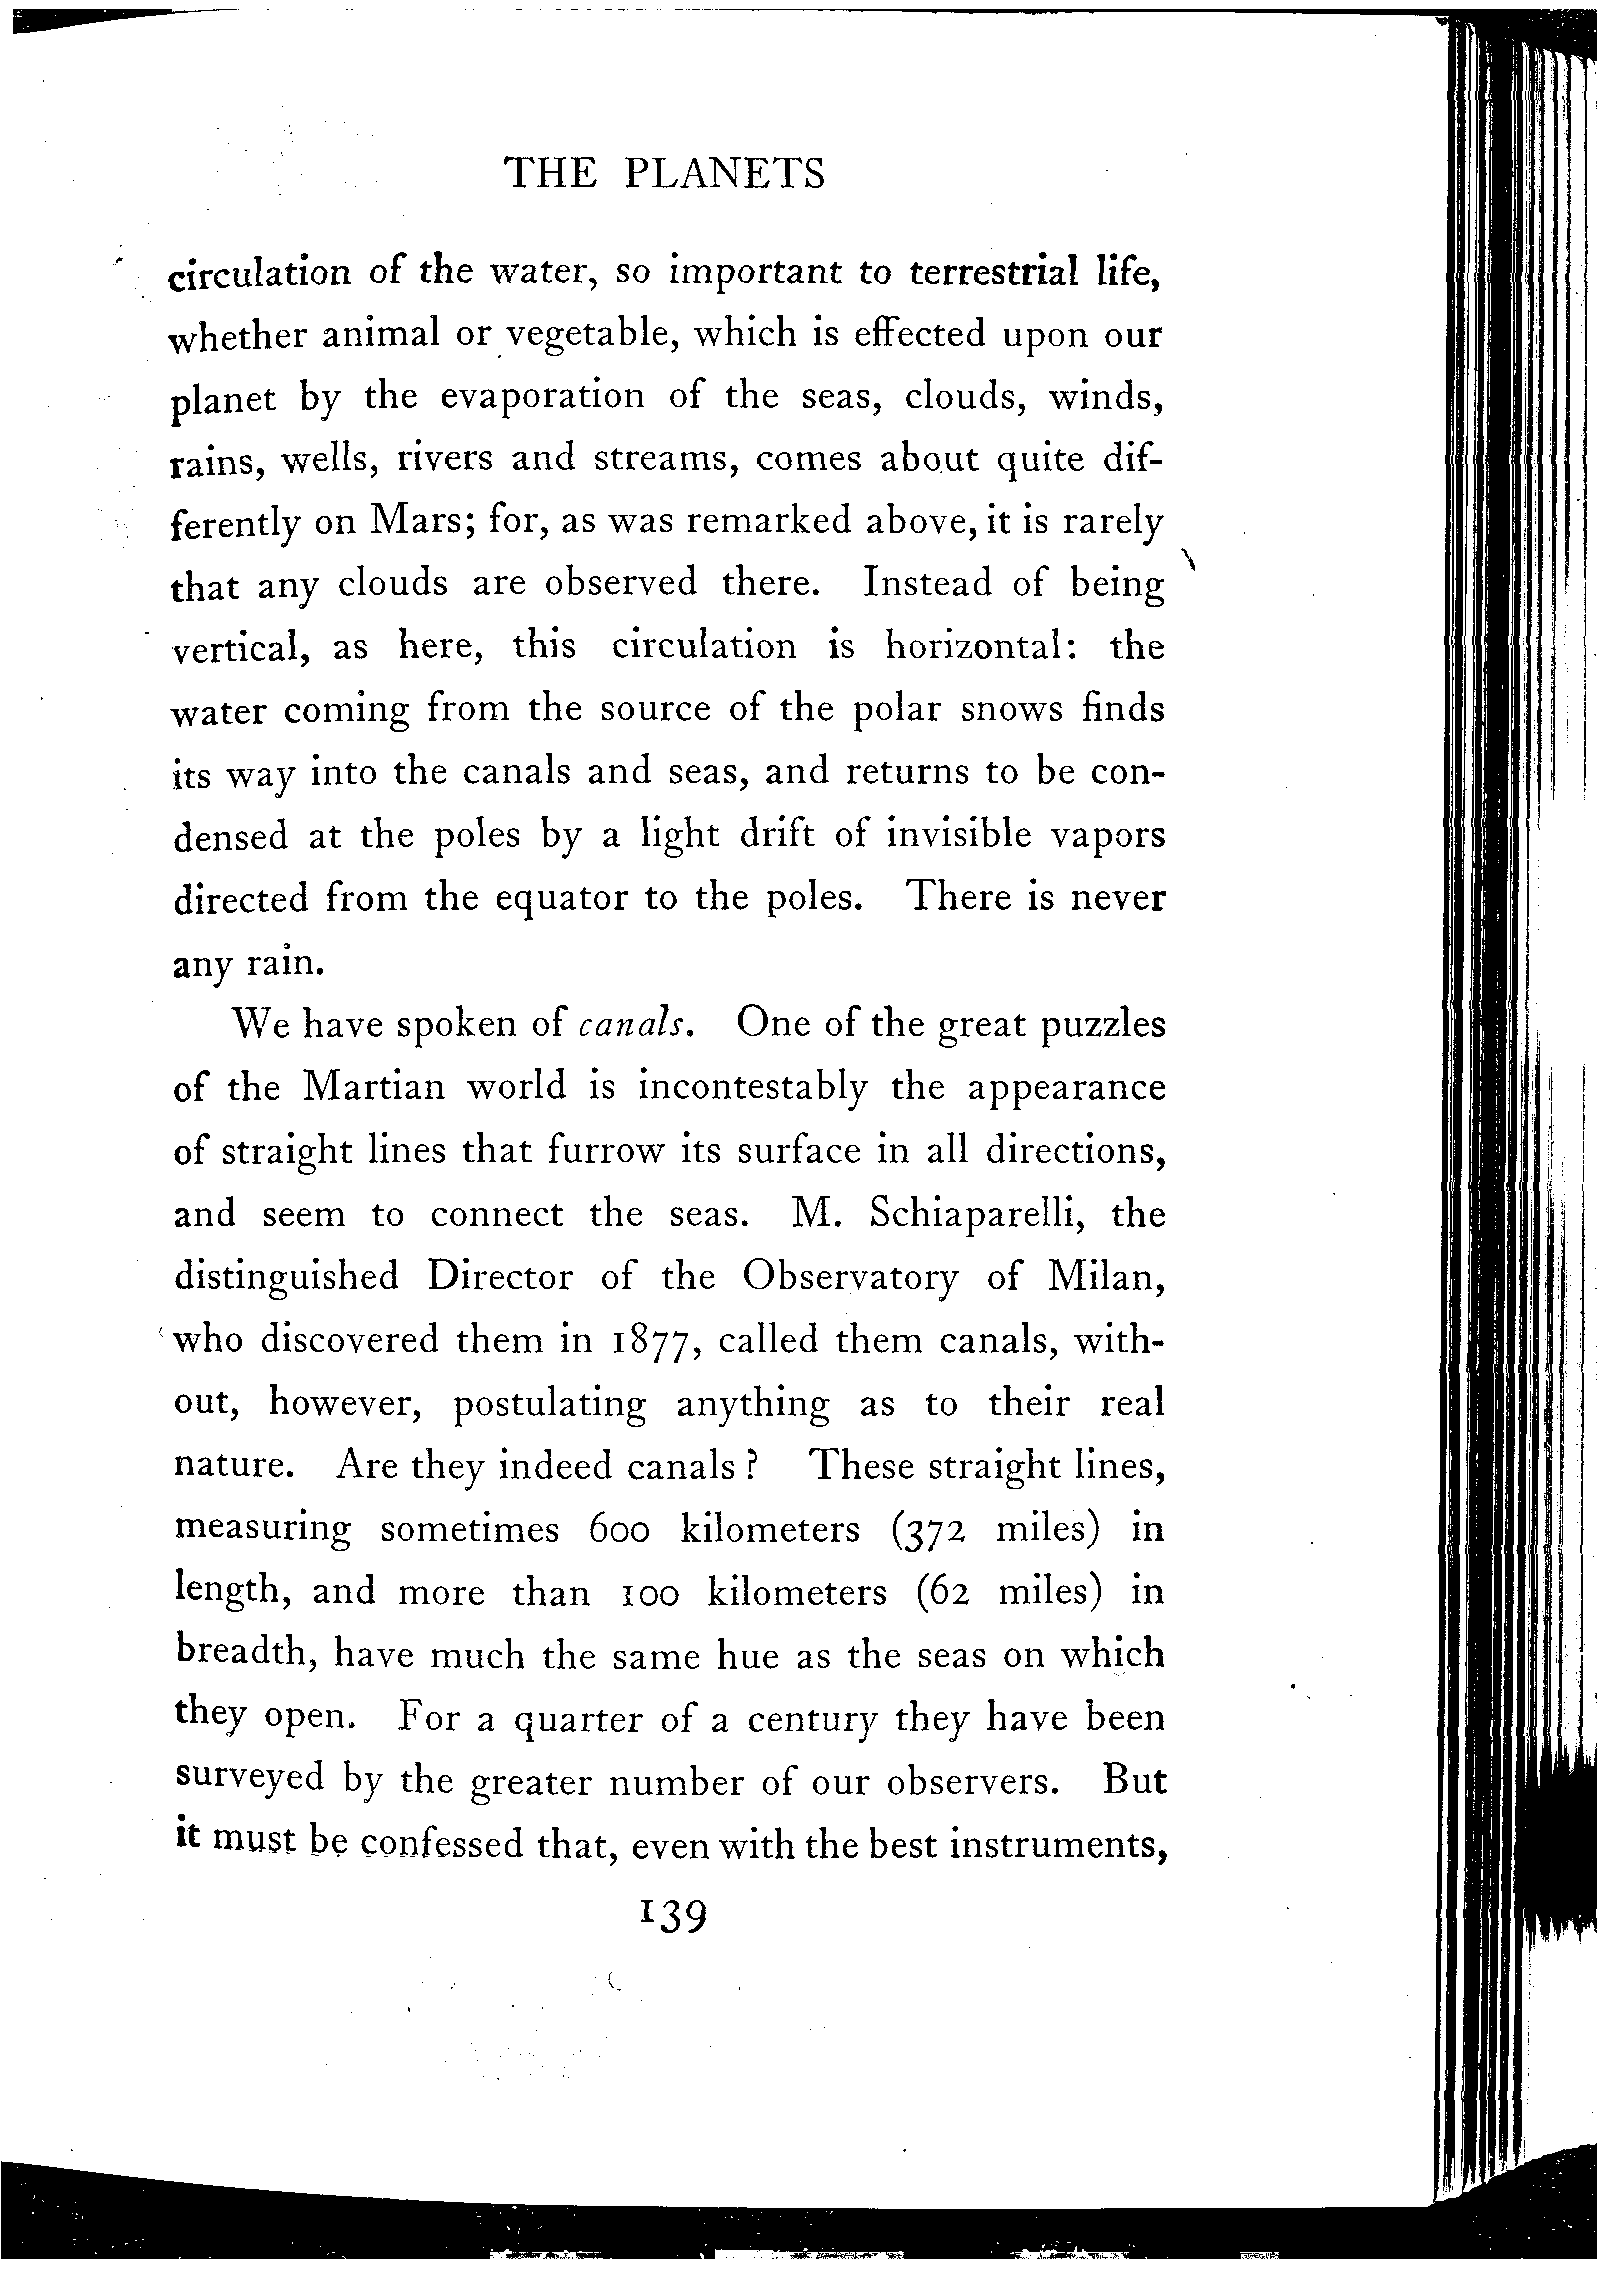 THE PLANETS
circulation of the water, so important to terrestrial life,
whether animal or vegetable, which is effected upon our
planet by the evaporation of the seas, clouds, winds,
rains, wells, rivers and streams, comes about quite dif-
ferently on Mars; for, as was remarked above, it is rarely
that any clouds are observed there. Instead of being
vertical, as here, this circulation is horizontal: the
water coming from the source of the polar snows finds
its way into the canals and seas, and returns to be con-
densed at the poles by a light drift of invisible vapors
directed from the equator to the poles. There is never
any rain.
We have spoken of canals. One of the great puzzles
of the Martian world is incontestably the appearance
of straight lines that furrow its surface in all directions,
and seem to connect the seas. M. Schiaparelli, the
distinguished Director of the Observatory of Milan,
who discovered them in 1877, called them canals, with-
out, however, postulating anything as to their real
nature. Are they indeed canals? These straight lines,
measuring sometimes 600 kilometers (372 miles) in
length, and more than 100 kilometers (62 miles) in
breadth, have much the same hue as the seas on which
they open. For a quarter of a century they have been
surveyed by the greater number of our observers. But
it must be confessed that, even with the best instruments,
139